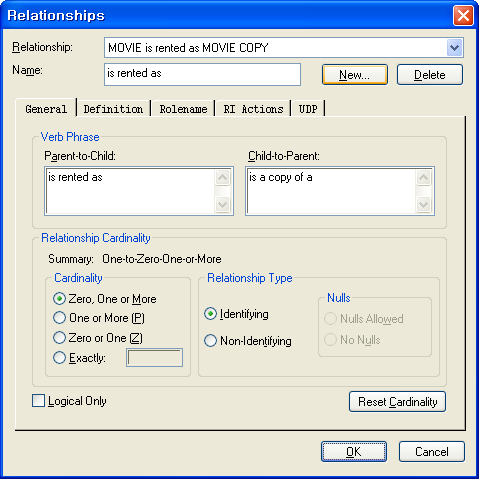 Relationships
Relationship: MOVIE is rented as MOVIE COPY
Name: is rented as New... Delete
General Definition Rolename RI Actions UDP
Verb Phrase
Parent-to-Child: Child-to-Parent:
is rented as is a copy of a
Relationship Cardinality
Summary: One-to-Zero-One-or-More
Cardinality Relationship Type
Zero, One or More Identifying Nulls
One or More (P) Nulls Allowed
Zero or One (Z) Non-Identifying No Nulls
Exactly:
Logical Only Reset Cardinality
OK Cancel